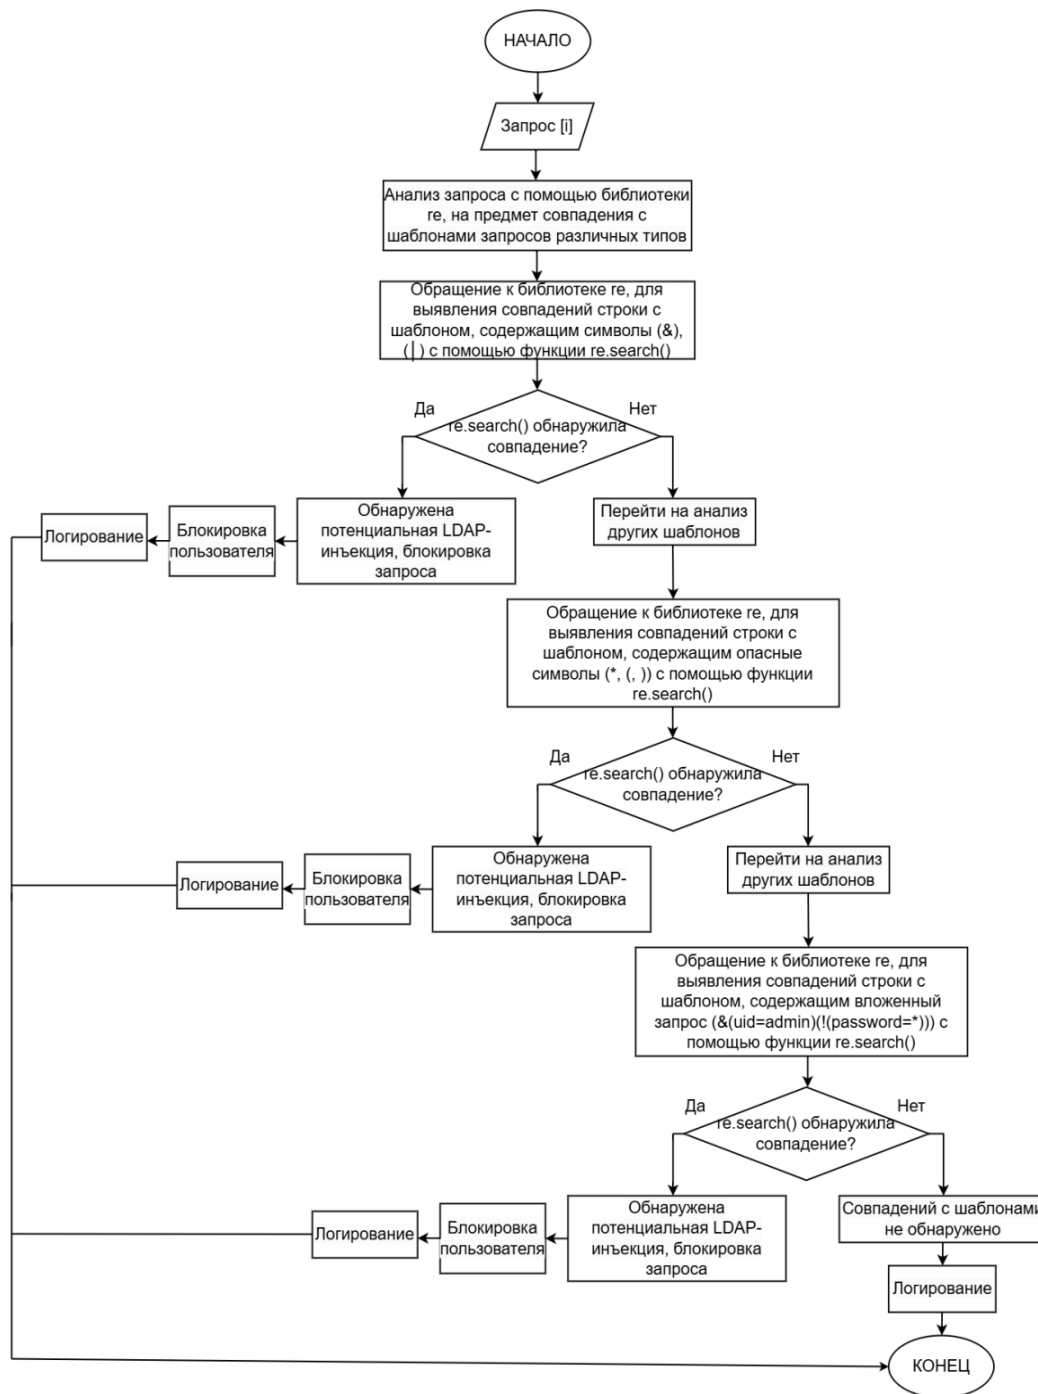 НАЧАЛО
Запрос [i]
Анализ запроса с помощью библиотеки
re, на предмет совпадения с
шаблонами запросов различных типов
Обращение к библиотеке re, для
выявления совпадений строки с
шаблоном, содержащим символы (&),
(|) с помощью функции re.search()
Да
Нет
re.search() обнаружила
совпадение?
Обнаружена
потенциальная LDAP-
инъекция, блокировка
запроса
Блокировка
пользователя
Логирование
Перейти на анализ
других шаблонов
Обращение к библиотеке re, для
выявления совпадений строки с
шаблоном, содержащим опасные
символы (*, (, )) с помощью функции
re.search()
Да
Нет
re.search() обнаружила
совпадение?
Обнаружена
потенциальная LDAP-
инъекция, блокировка
запроса
Блокировка
пользователя
Логирование
Перейти на анализ
других шаблонов
Обращение к библиотеке re, для
выявления совпадений строки с
шаблоном, содержащим вложенный
запрос (&(uid=admin)(!(password=*))) с
помощью функции re.search()
Да
Нет
re.search() обнаружила
совпадение?
Обнаружена
потенциальная LDAP-
инъекция, блокировка
запроса
Блокировка
пользователя
Логирование
Совпадений с шаблонами
не обнаружено
Логирование
КОНЕЦ